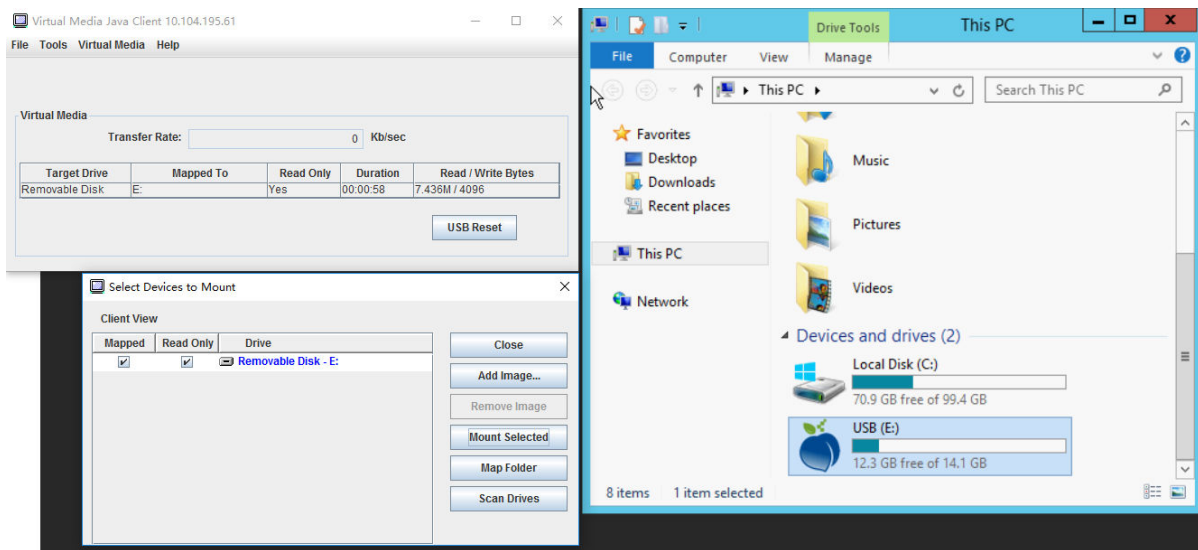 Virtual Media Java Client 10.104.195.61
File Tools Virtual Media Help
Virtual Media
Transfer Rate: 0 Kb/sec
Target Drive Mapped To Read Only Duration Read / Write Bytes
Removable Disk E: Yes 00:00:58 7.436M / 4096
USB Reset
Select Devices to Mount
Client View
Mapped Read Only Drive
Removable Disk - E:
Close
Add Image...
Remove Image
Mount Selected
Map Folder
Scan Drives
Drive Tools This PC
File Computer View Manage
This PC Search This PC
Favorites
Desktop
Downloads
Recent places
This PC
Network
Music
Pictures
Videos
Devices and drives (2)
Local Disk (C:)
70.9 GB free of 99.4 GB
USB (E:)
12.3 GB free of 14.1 GB
8 items 1 item selected